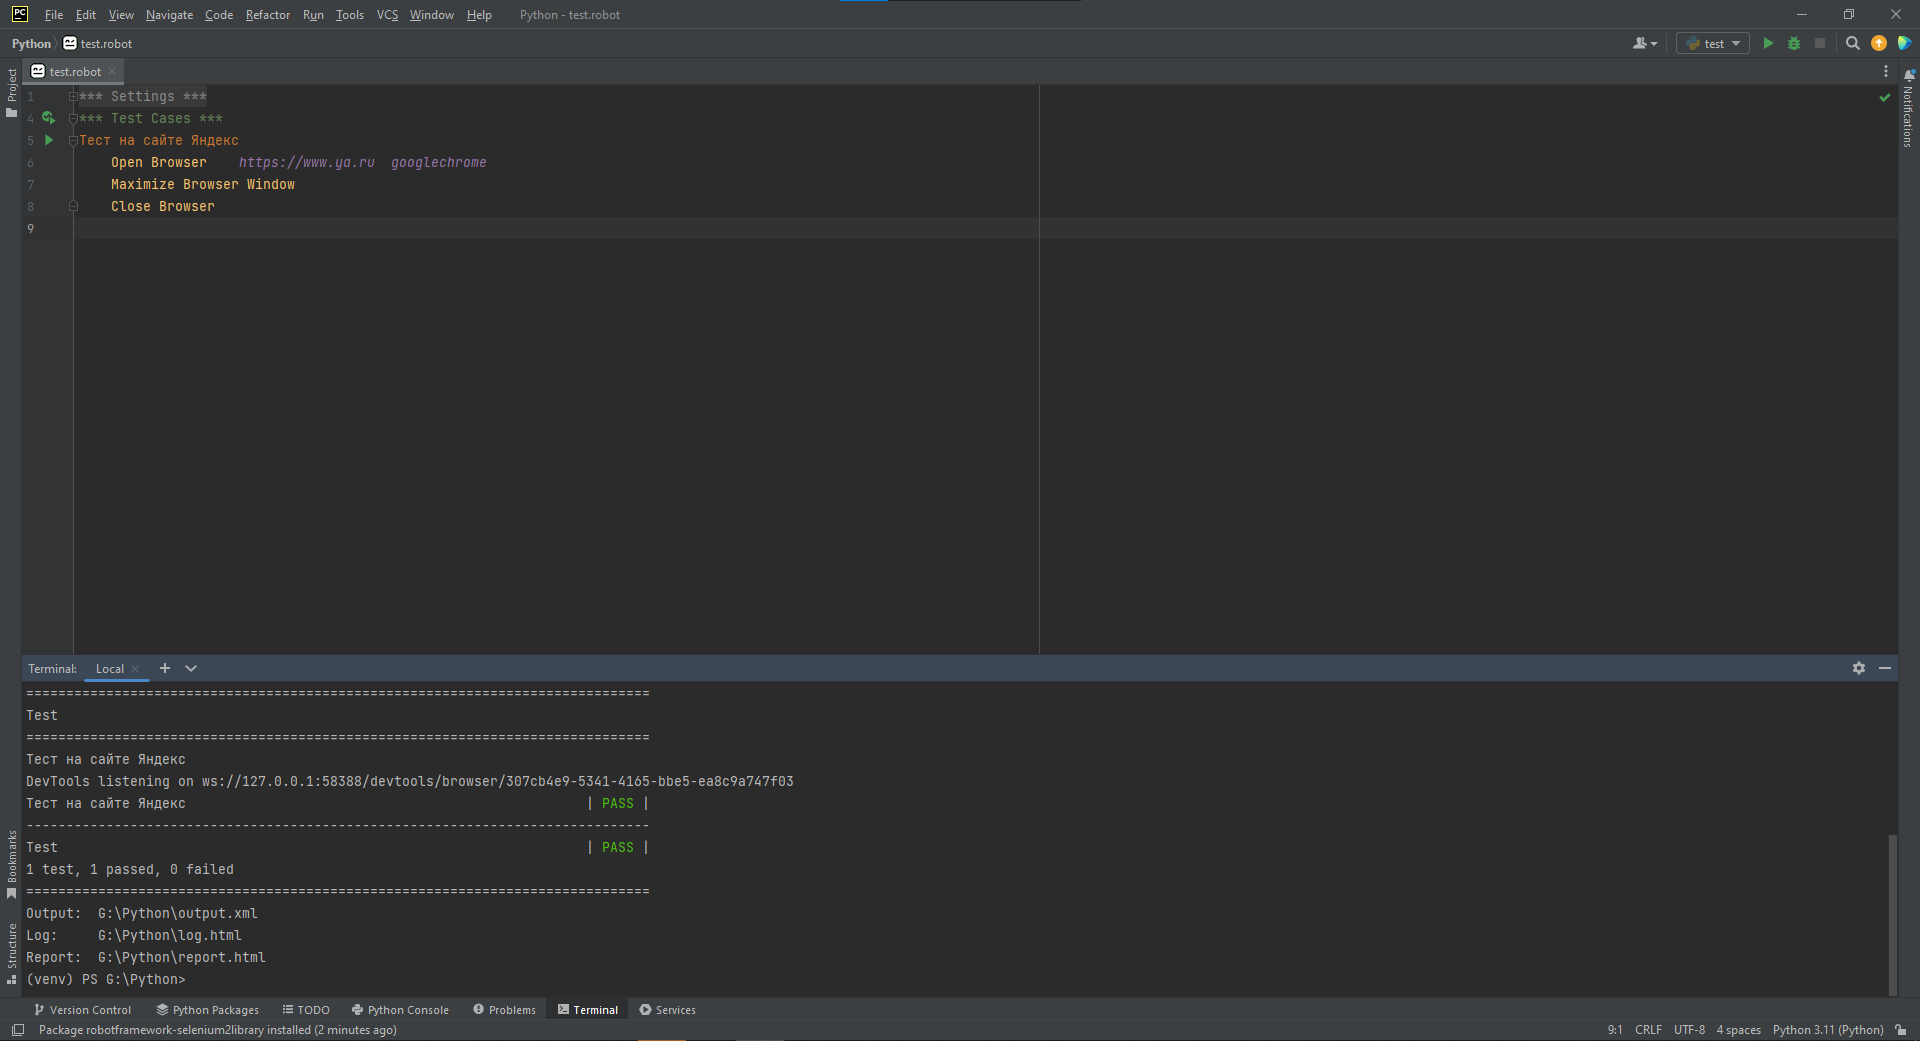 PC File Edit View Navigate Code Refactor Run Tools VCS Window Help Python - test.robot
Python test.robot test
Project
test.robot
Notifications
1 *** Settings ***
4 *** Test Cases ***
5 Тест на сайте Яндекс
6 Open Browser https://www.ya.ru googlechrome
7 Maximize Browser Window
8 Close Browser
9
Terminal: Local
==============================================================================
Test
==============================================================================
Тест на сайте Яндекс
DevTools listening on ws://127.0.0.1:58388/devtools/browser/307cb4e9-5341-4165-bbe5-ea8c9a747f03
Тест на сайте Яндекс | PASS |
------------------------------------------------------------------------------
Test | PASS |
1 test, 1 passed, 0 failed
==============================================================================
Output: G:\Python\output.xml
Log: G:\Python\log.html
Report: G:\Python\report.html
(venv) PS G:\Python>
Bookmarks
Structure
Version Control Python Packages TODO Python Console Problems Terminal Services
Package robotframework-selenium2library installed (2 minutes ago) 9:1 CRLF UTF-8 4 spaces Python 3.11 (Python)